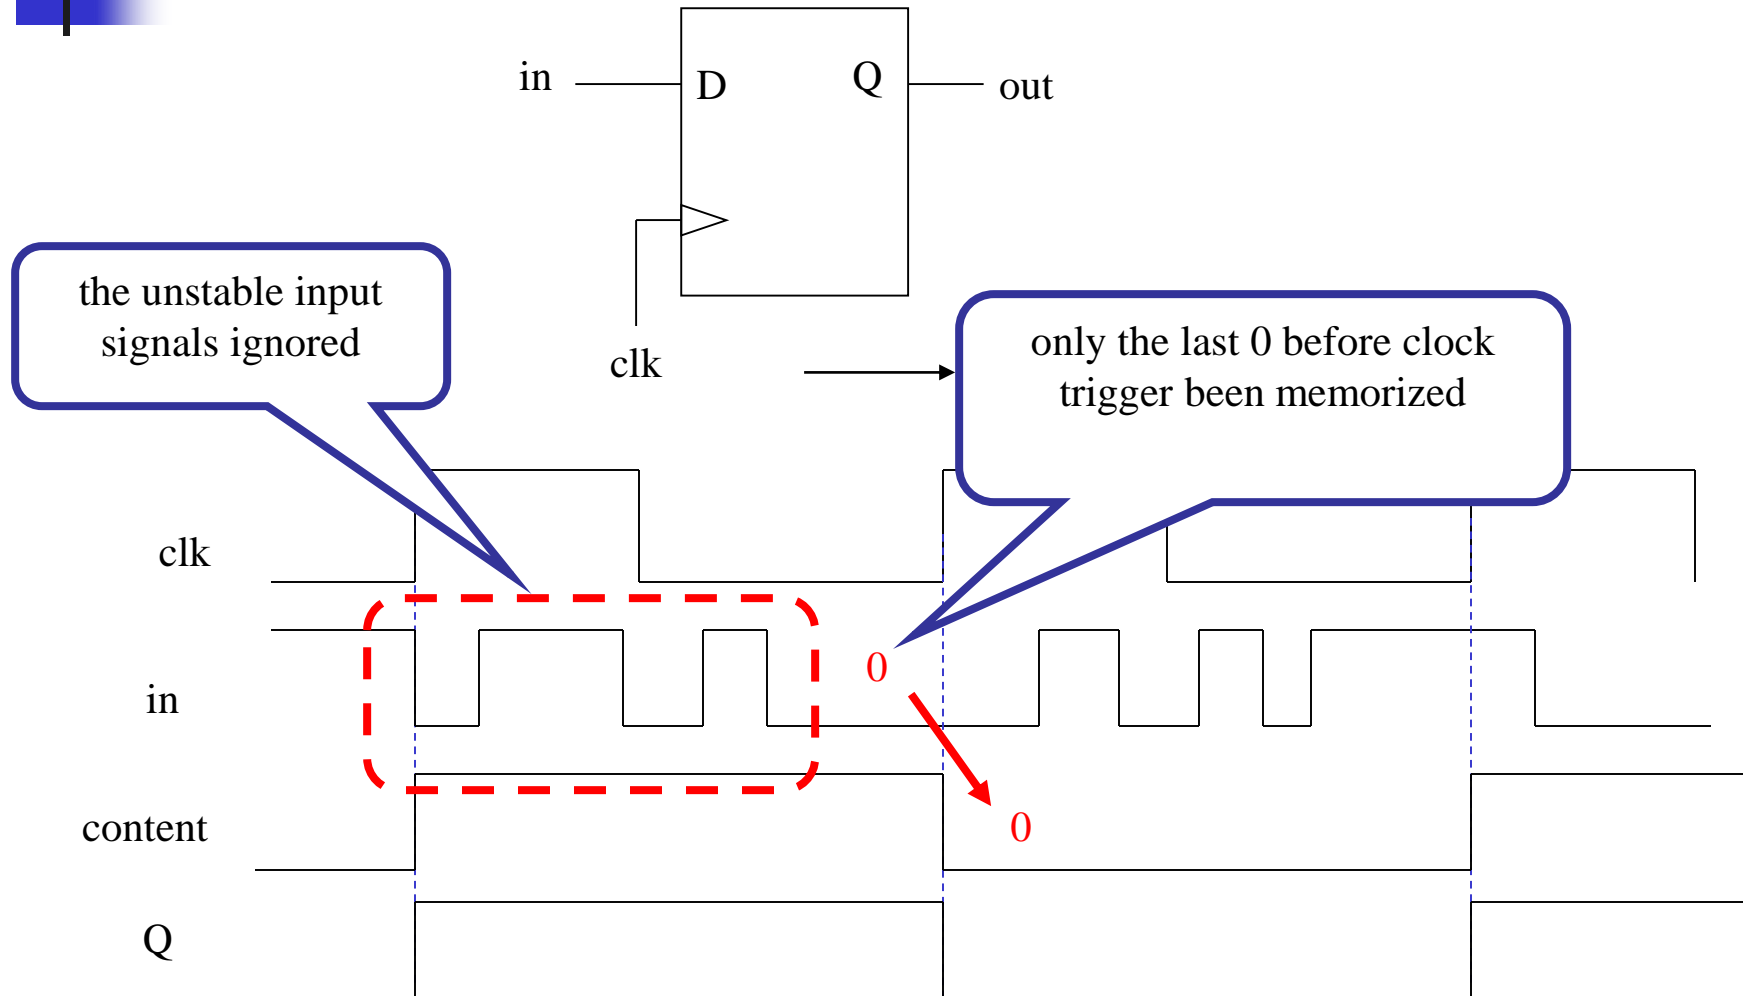 in
D
Q
out
clk
the unstable input
signals ignored
only the last 0 before clock
trigger been memorized
clk
in
0
content
0
Q